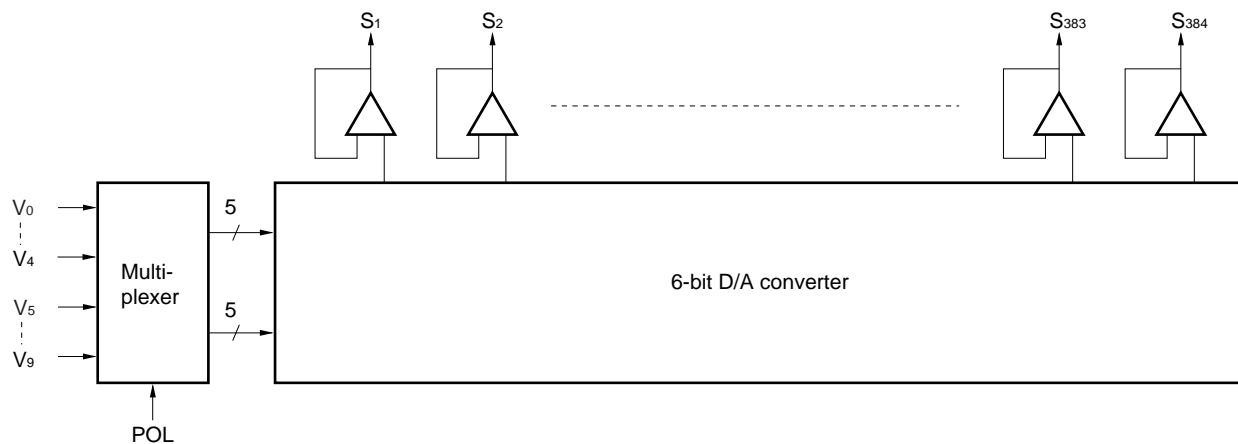 S1
S2
S383
S384
V0
V4
V5
V9
Multi-
plexer
5
5
6-bit D/A converter
POL